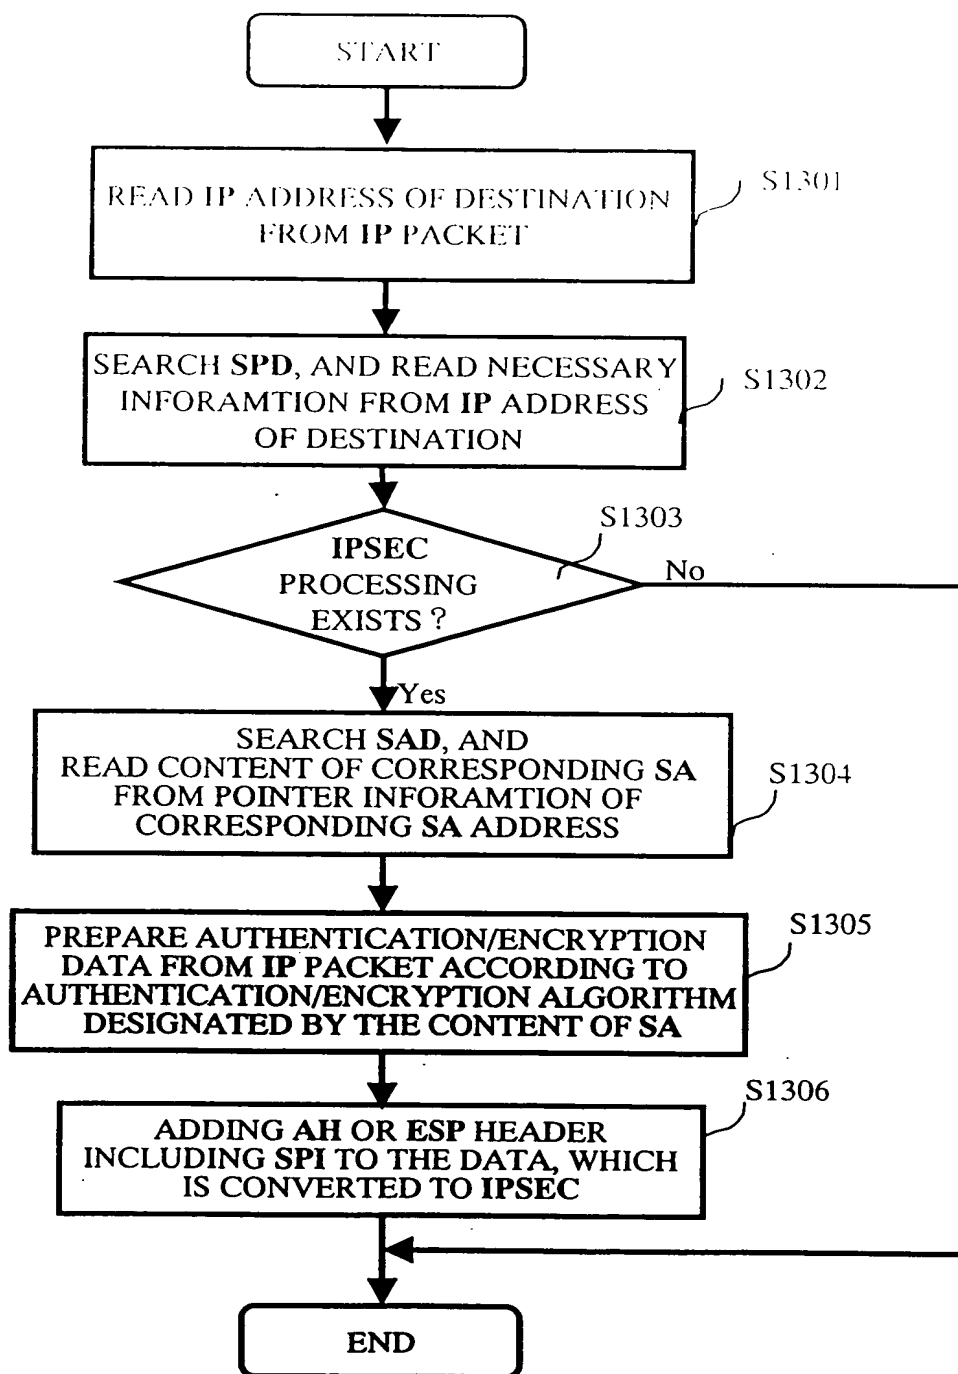 START
READ IP ADDRESS OF DESTINATION
FROM IP PACKET
S1301
SEARCH SPD, AND READ NECESSARY
INFORAMTION FROM IP ADDRESS
OF DESTINATION
S1302
S1303
IPSEC
PROCESSING
EXISTS ?
No
Yes
SEARCH SAD, AND
READ CONTENT OF CORRESPONDING SA
FROM POINTER INFORAMTION OF
CORRESPONDING SA ADDRESS
S1304
PREPARE AUTHENTICATION/ENCRYPTION
DATA FROM IP PACKET ACCORDING TO
AUTHENTICATION/ENCRYPTION ALGORITHM
DESIGNATED BY THE CONTENT OF SA
S1305
S1306
ADDING AH OR ESP HEADER
INCLUDING SPI TO THE DATA, WHICH
IS CONVERTED TO IPSEC
END